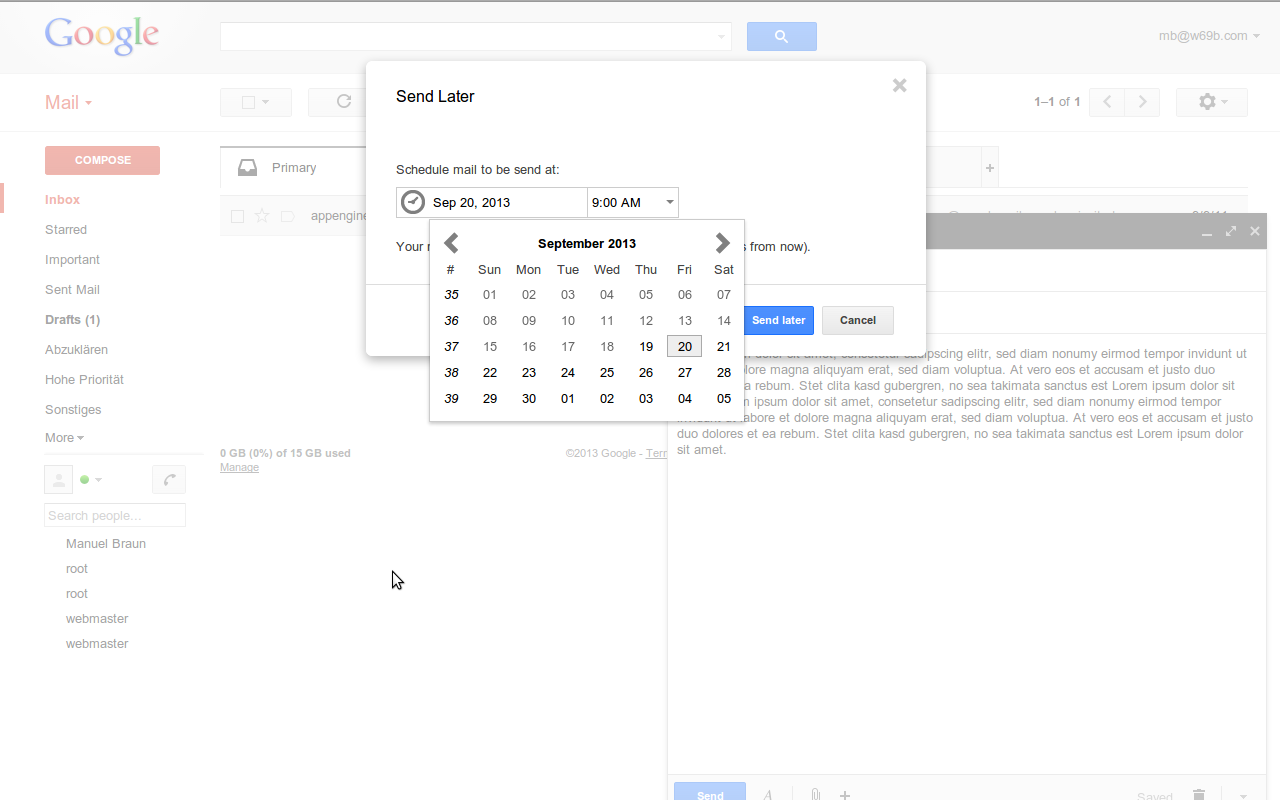 Google
mb@w69b.com
Mail
1–1 of 1
Send Later
COMPOSE
Primary
+
Inbox
Starred
Important
Sent Mail
Drafts (1)
Abzuklären
Hohe Priorität
Sonstiges
More
appengine
Schedule mail to be send at:
Sep 20, 2013 9:00 AM
Your
from now).
September 2013
# Sun Mon Tue Wed Thu Fri Sat
35 01 02 03 04 05 06 07
36 08 09 10 11 12 13 14
37 15 16 17 18 19 20 21
38 22 23 24 25 26 27 28
39 29 30 01 02 03 04 05
Send later Cancel
dolor sit amet, consetetur sadipscing elitr, sed diam nonumy eirmod tempor invidunt ut
magna aliquyam erat, sed diam voluptua. At vero eos et accusam et justo duo
rebum. Stet clita kasd gubergren, no sea takimata sanctus est Lorem ipsum dolor sit
ipsum dolor sit amet, consetetur sadipscing elitr, sed diam nonumy eirmod tempor
invidunt ut labore et dolore magna aliquyam erat, sed diam voluptua. At vero eos et accusam et justo
duo dolores et ea rebum. Stet clita kasd gubergren, no sea takimata sanctus est Lorem ipsum dolor
sit amet.
0 GB (0%) of 15 GB used
Manage
©2013 Google -
Search people...
Manuel Braun
root
root
webmaster
webmaster
Send
Saved